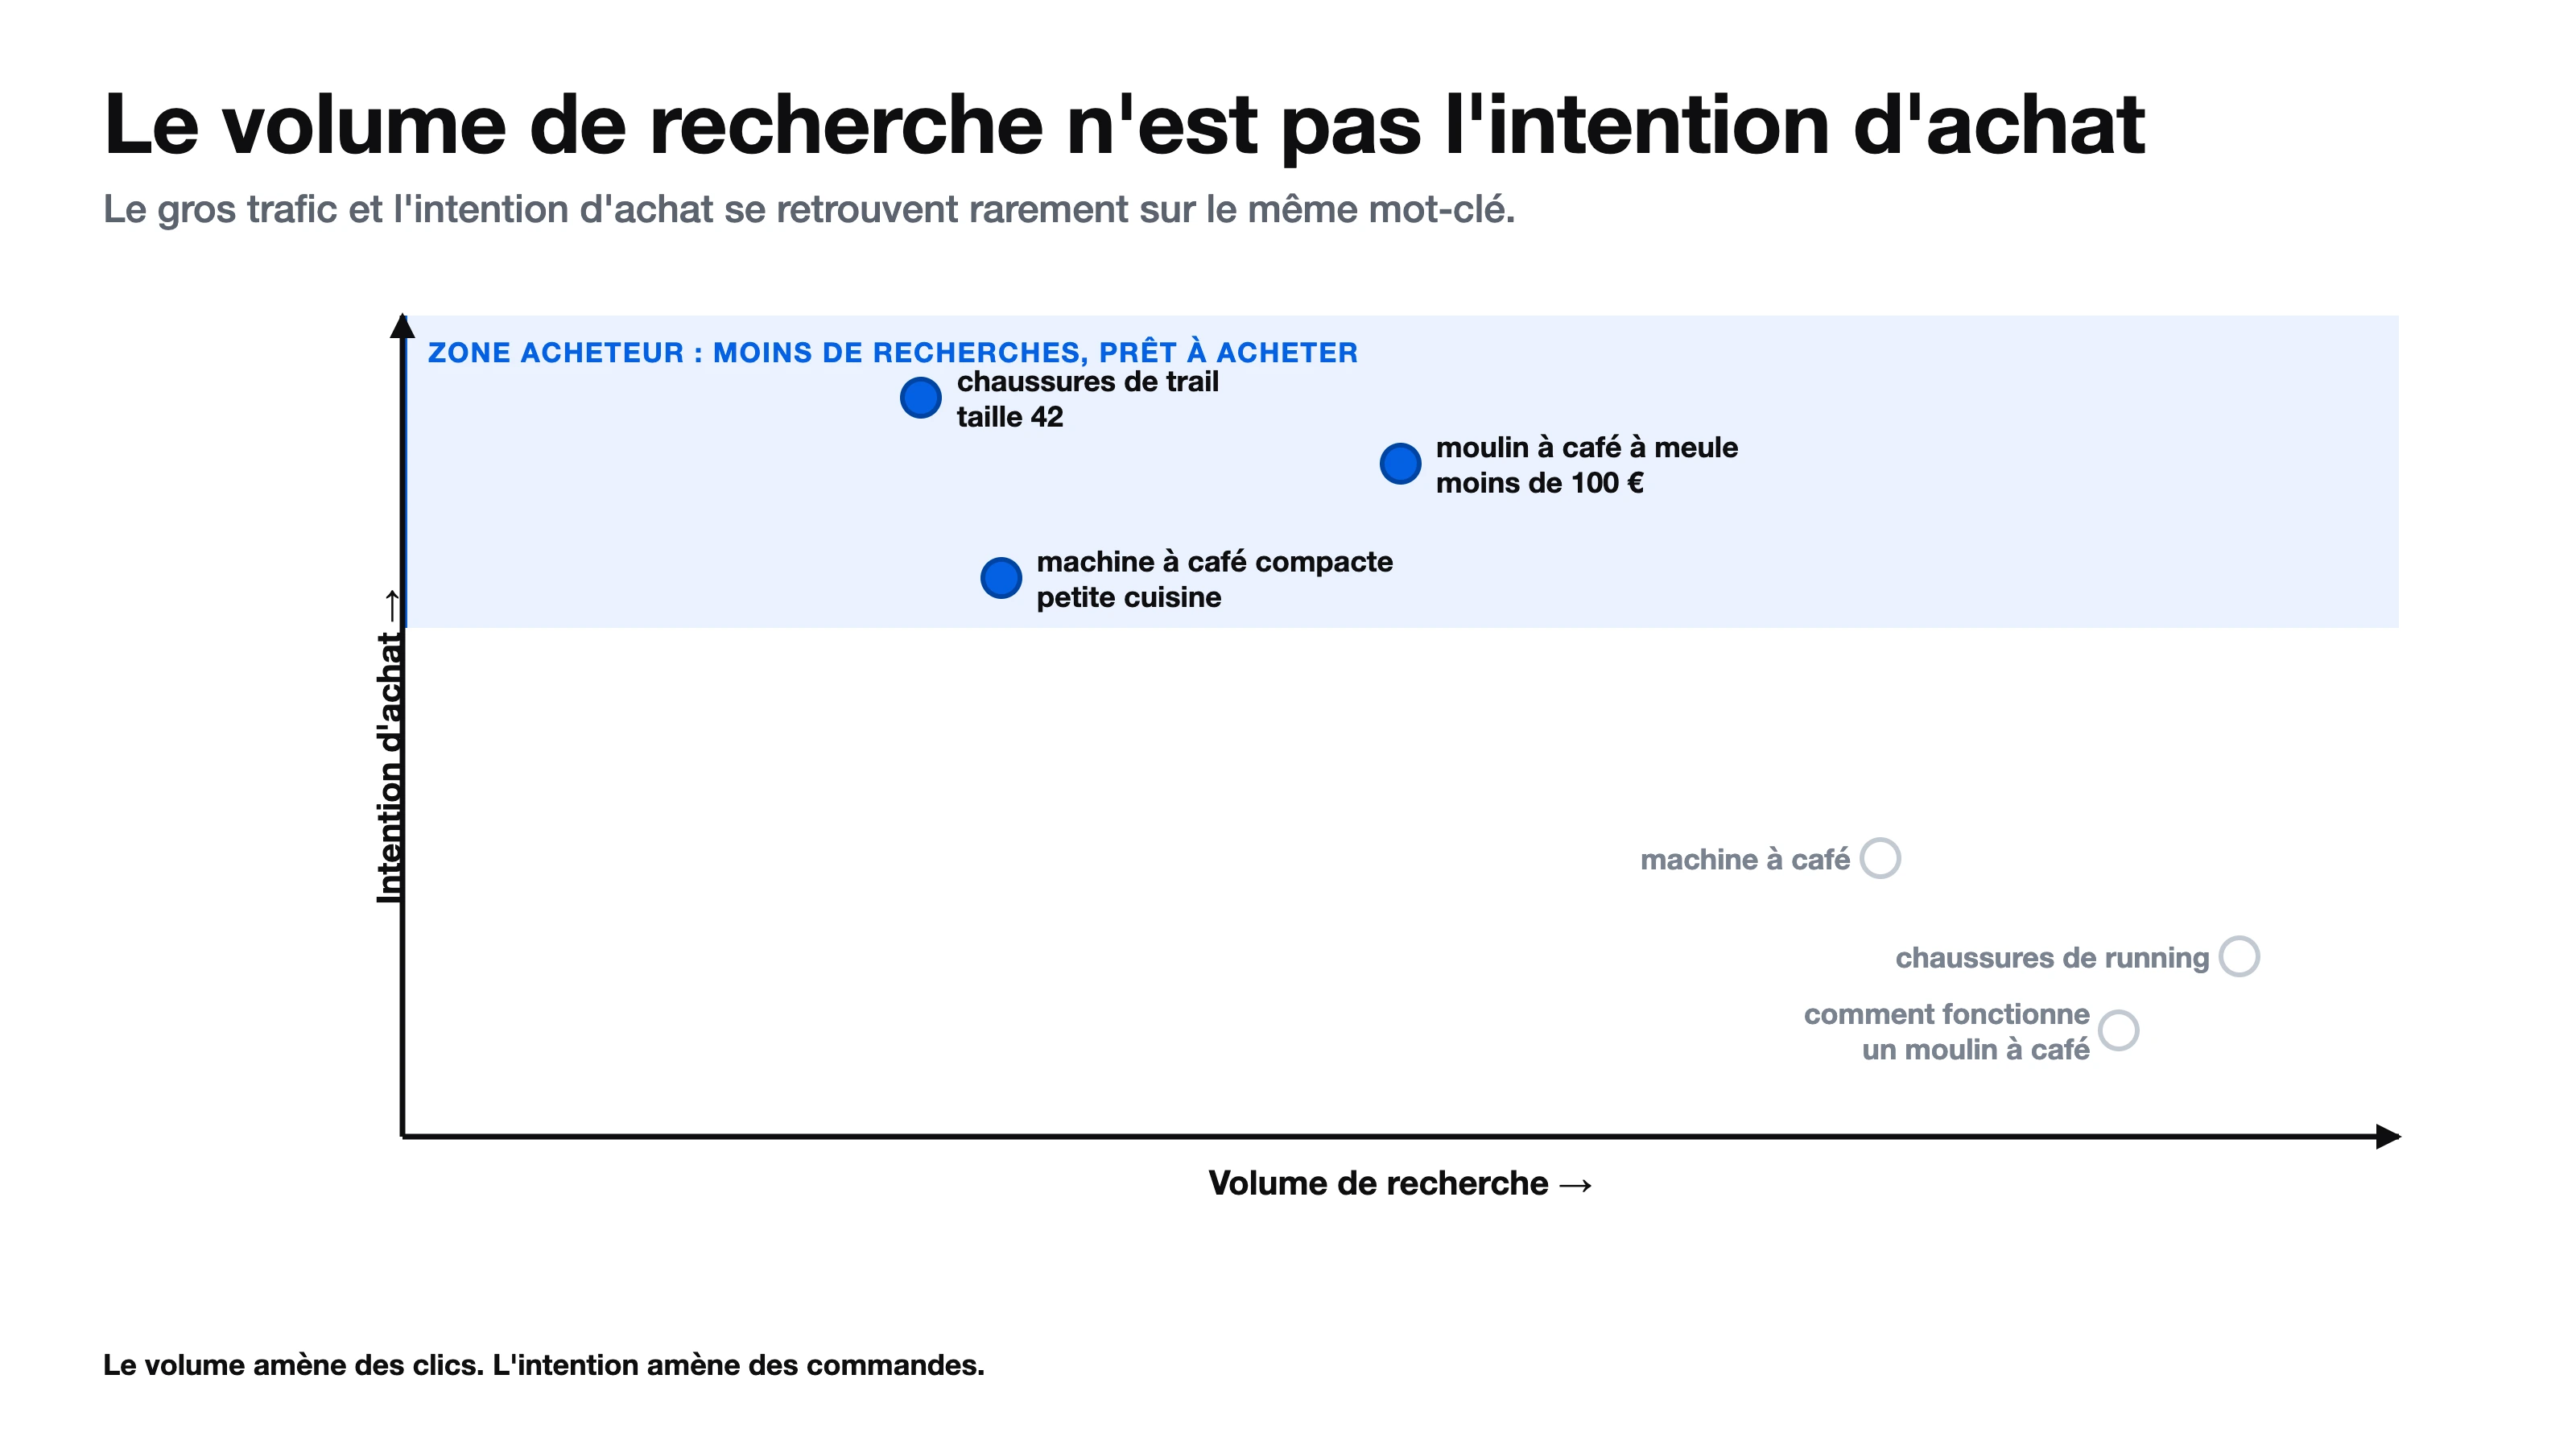 Le volume de recherche n'est pas l'intention d'achat
Le gros trafic et l'intention d'achat se retrouvent rarement sur le même mot-clé.
ZONE ACHETEUR : MOINS DE RECHERCHES, PRÊT À ACHETER
chaussures de trail
taille 42
moulin à café à meule
moins de 100 €
machine à café compacte
petite cuisine
Intention d'achat →
machine à café
chaussures de running
comment fonctionne
un moulin à café
Volume de recherche →
Le volume amène des clics. L'intention amène des commandes.